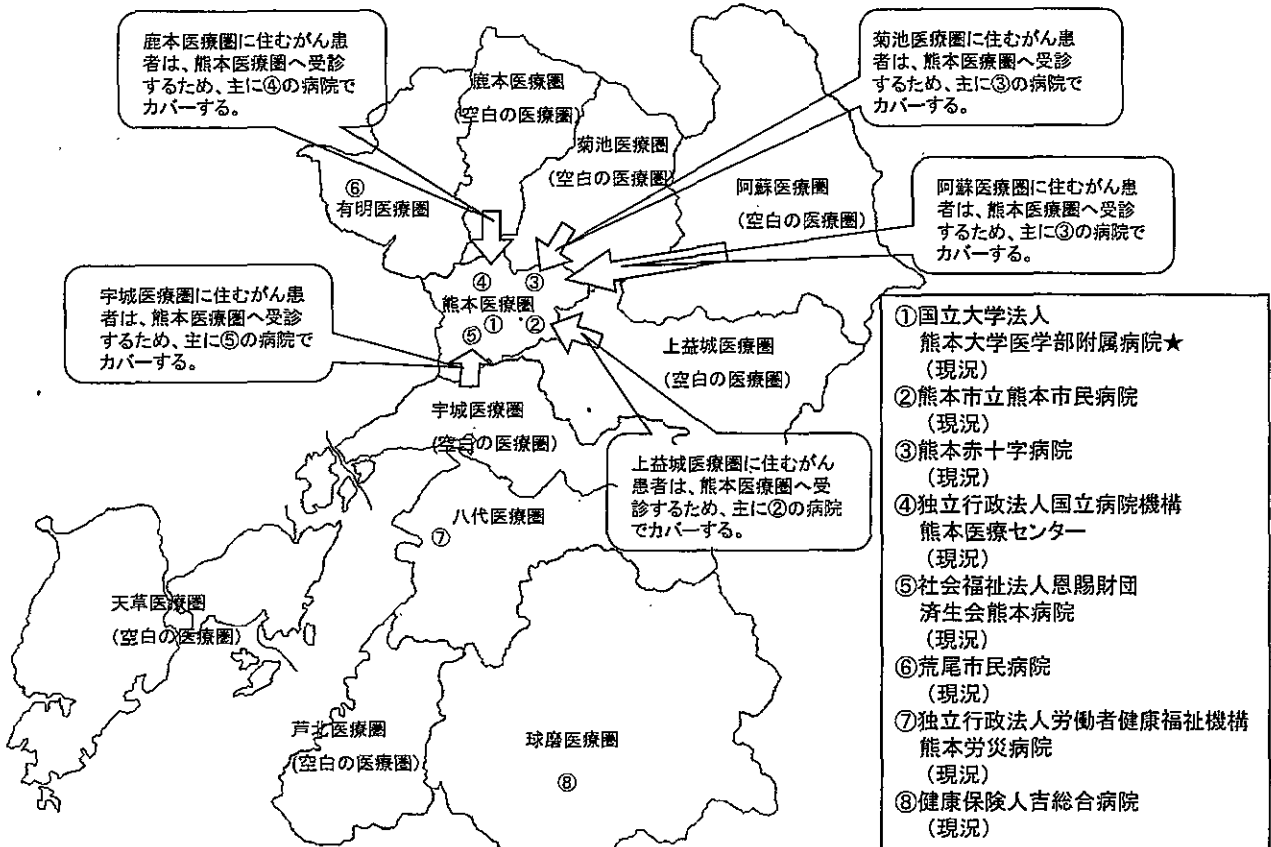 鹿本医療圏に住むがん患
者は、熊本医療圏へ受診
するため、主に④の病院で
カバーする。
菊池医療圏に住むがん患
者は、熊本医療圏へ受診
するため、主に③の病院で
カバーする。
鹿本医療圏
(空白の医療圏)
菊池医療圏
(空白の医療圏)
⑥
有明医療圏
阿蘇医療圏
(空白の医療圏)
阿蘇医療圏に住むがん患
者は、熊本医療圏へ受診
するため、主に③の病院で
カバーする。
宇城医療圏に住むがん患
者は、熊本医療圏へ受診
するため、主に⑤の病院で
カバーする。
④ ③
熊本医療圏
① ②
⑤
上益城医療圏
(空白の医療圏)
宇城医療圏
(空白の医療圏)
上益城医療圏に住むがん
患者は、熊本医療圏へ受
診するため、主に②の病院
でカバーする。
八代医療圏
⑦
天草医療圏
(空白の医療圏)
芦北医療圏
(空白の医療圏)
球磨医療圏
⑧
①国立大学法人
熊本大学医学部附属病院★
(現況)
②熊本市立熊本市民病院
(現況)
③熊本赤十字病院
(現況)
④独立行政法人国立病院機構
熊本医療センター
(現況)
⑤社会福祉法人恩賜財団
済生会熊本病院
(現況)
⑥荒尾市民病院
(現況)
⑦独立行政法人労働者健康福祉機構
熊本労災病院
(現況)
⑧健康保険人吉総合病院
(現況)